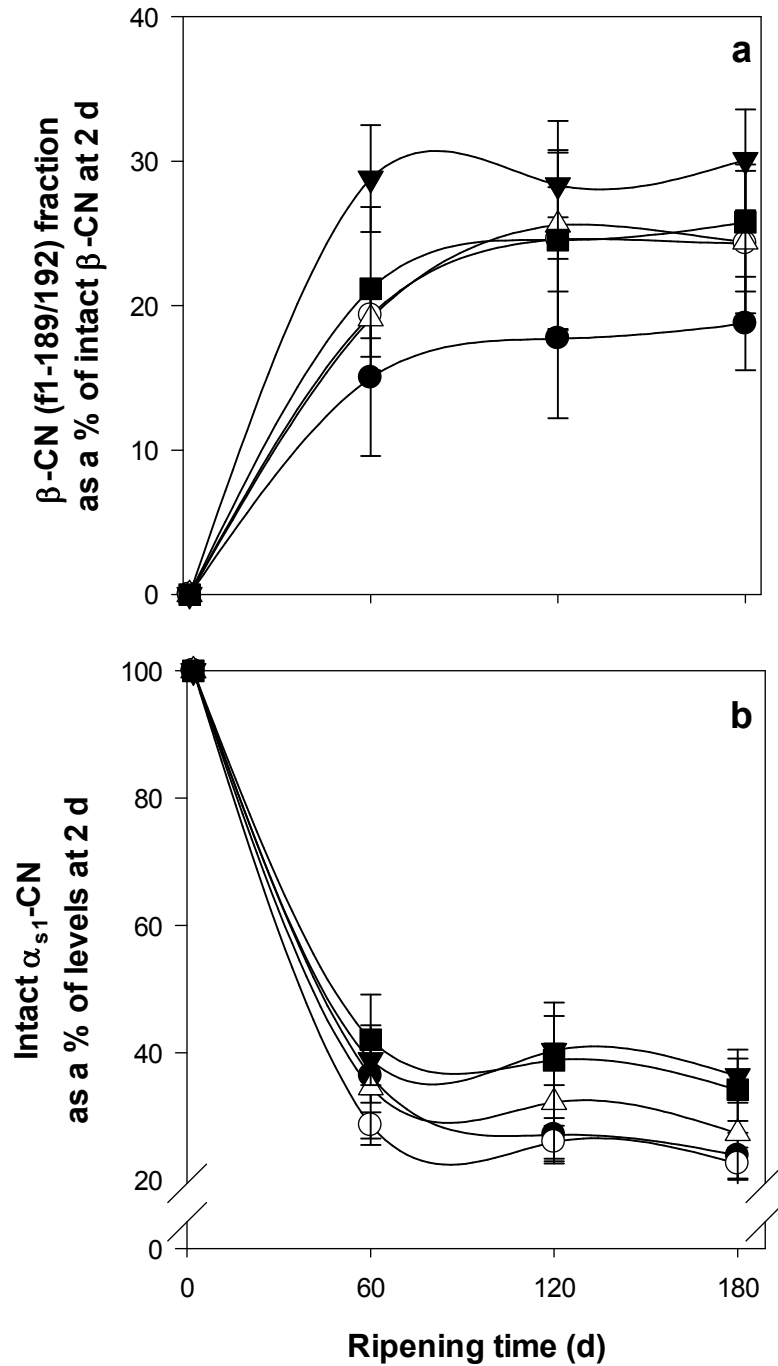 a
β-CN (f1-189/192) fraction
as a % of intact β-CN at 2 d
40
30
20
10
0
b
Intact αs1-CN
as a % of levels at 2 d
100
80
60
40
20
0
0 60 120 180
Ripening time (d)